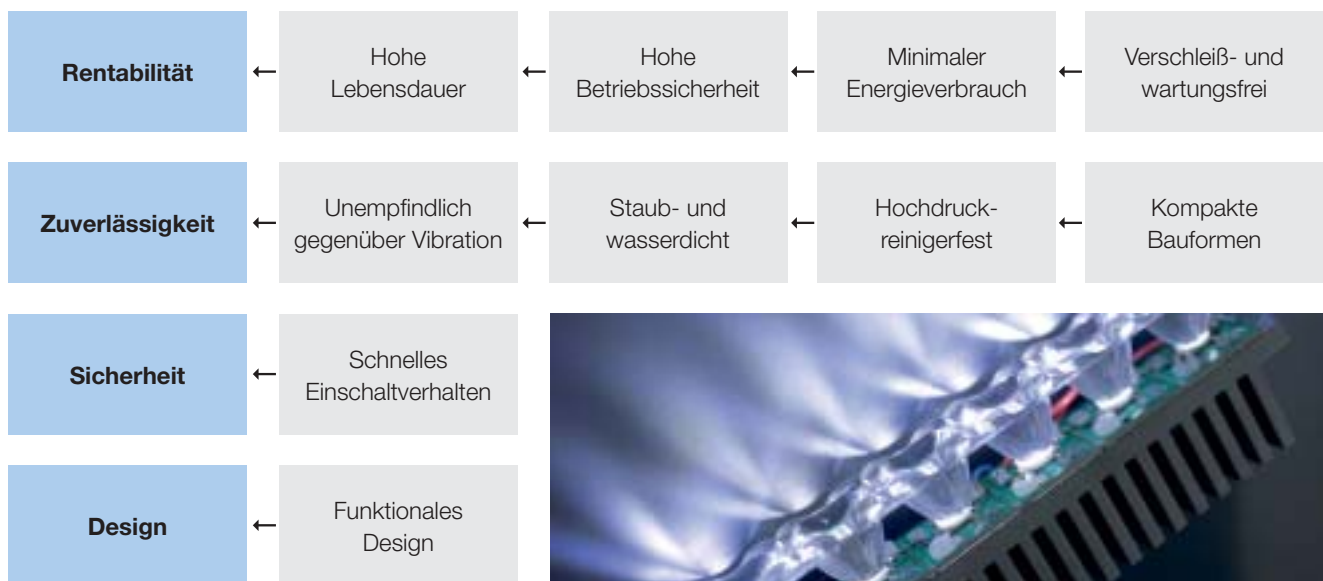 Rentabilität
Hohe
Lebensdauer
Hohe
Betriebssicherheit
Minimaler
Energieverbrauch
Verschleiß- und
wartungsfrei
Zuverlässigkeit
Unempfindlich
gegenüber Vibration
Staub- und
wasserdicht
Hochdruck-
reinigerfest
Kompakte
Bauformen
Sicherheit
Schnelles
Einschaltverhalten
Design
Funktionales
Design